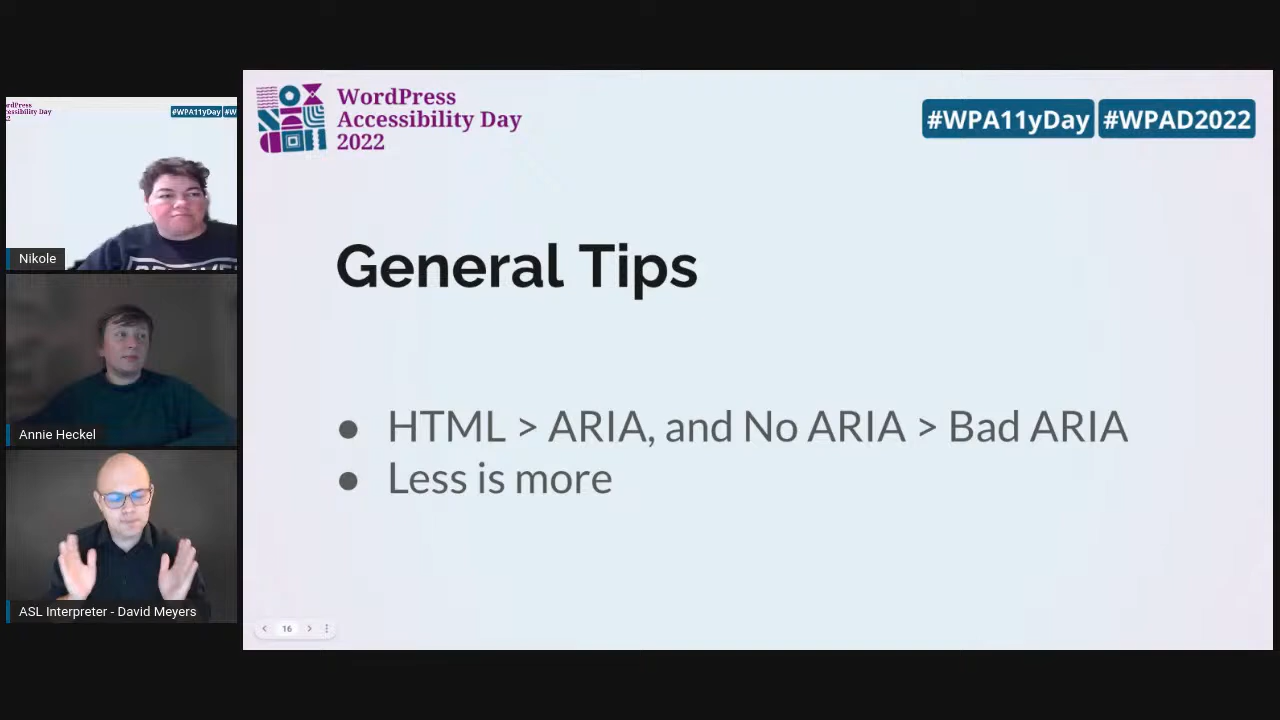 WordPress
Accessibility Day
2022
#WPA11yDay #WPAD2022
General Tips
● HTML > ARIA, and No ARIA > Bad ARIA
● Less is more
16
#WPA11yDay
Nikole
Annie Heckel
ASL Interpreter - David Meyers